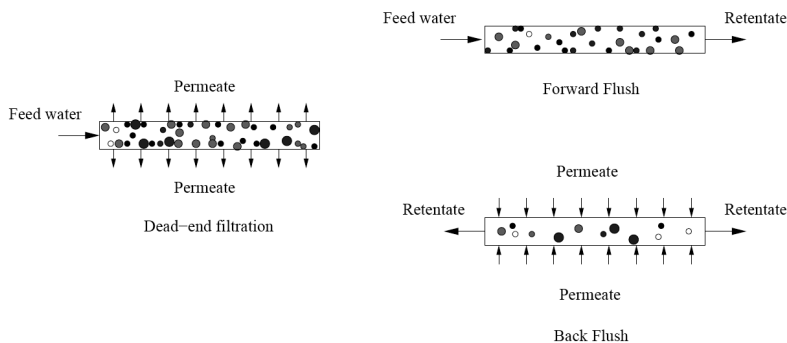 Permeate
Feed water
Permeate
Dead−end filtration
Feed water
Retentate
Forward Flush
Permeate
Retentate
Retentate
Permeate
Back Flush